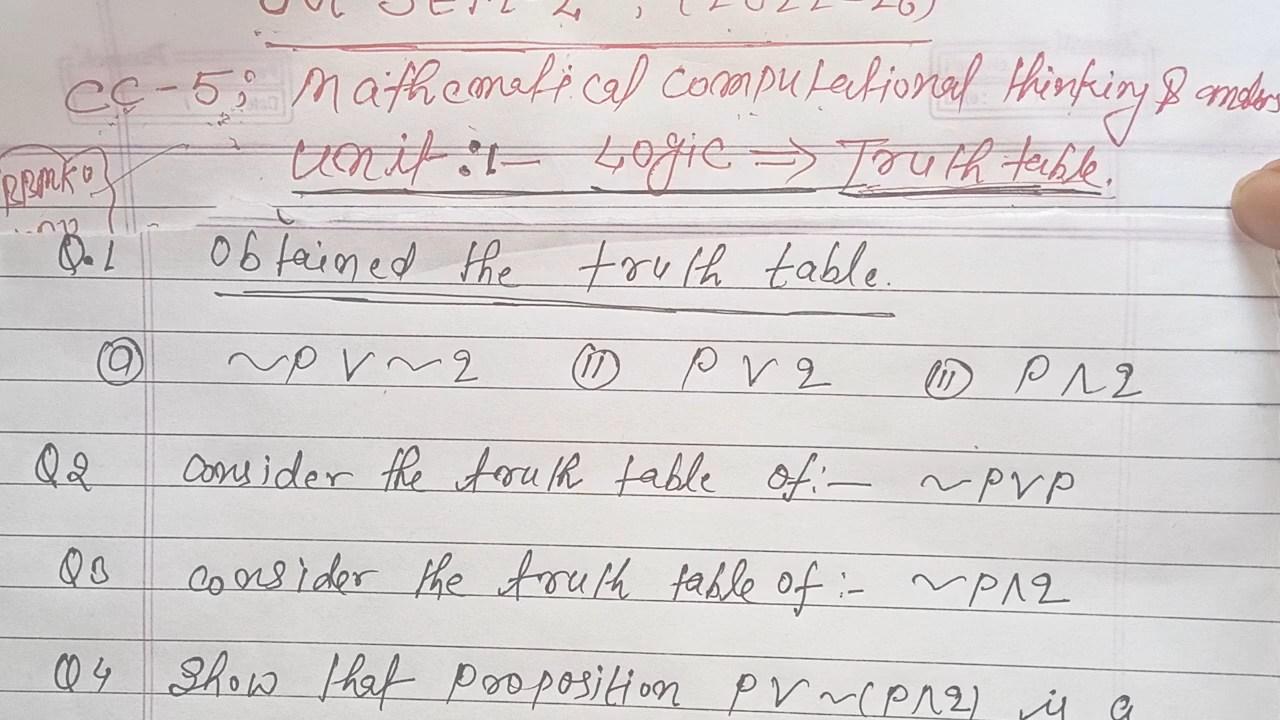 CC-5; Mathematical computational thinking &
Unit :1- Logic => Truth table.
Q.1 Obtained the truth table.
(a) ~p ∨ ~q (ii) p ∨ q (iii) p ∧ q
Q2 consider the truth table of:- ~p∨p
Q3 consider the truth table of :- ~p∧q
Q4 Show that proposition p∨~(p∧q) is a